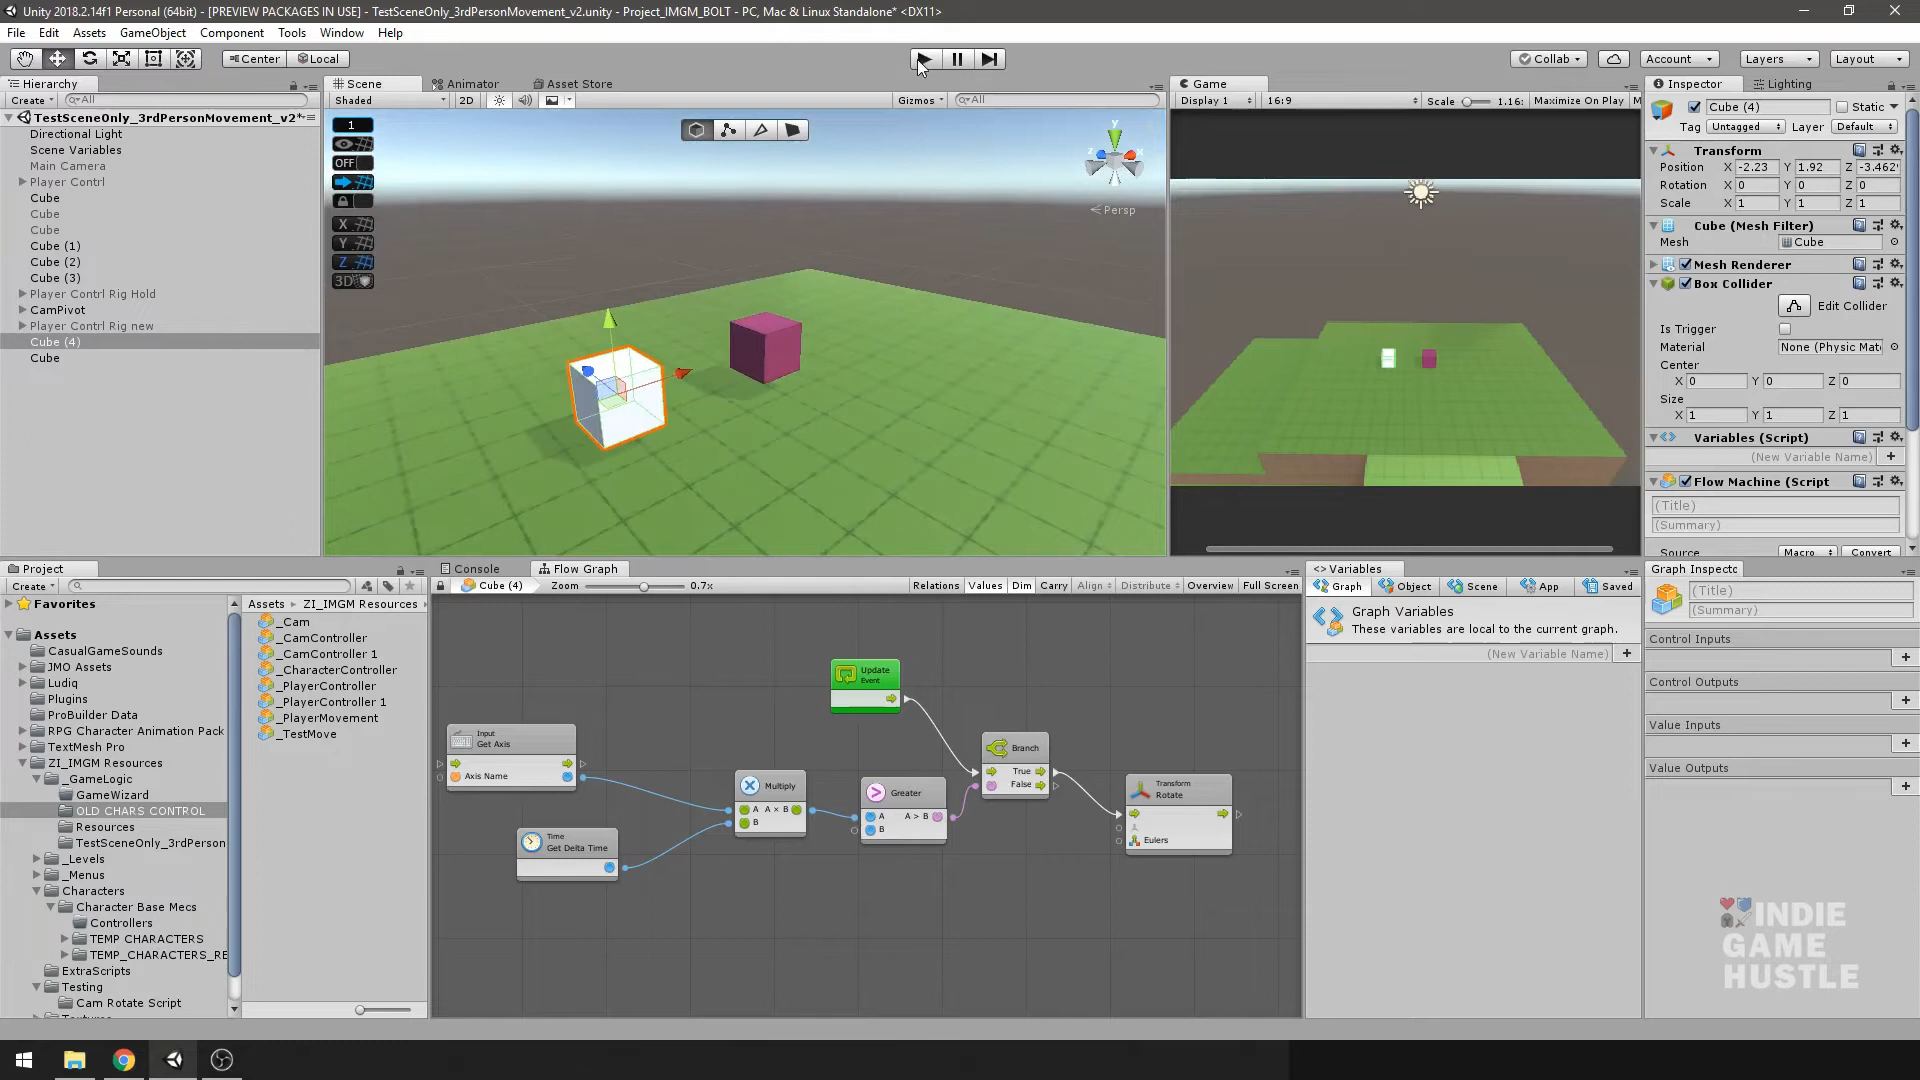 Unity 2018.2.14f1 Personal (64bit) - [PREVIEW PACKAGES IN USE] - TestSceneOnly_3rdPersonMovement_v2.unity - Project_IMGM_BOLT - PC, Mac & Linux Standalone* <DX11>
File Edit Assets GameObject Component Tools Window Help
Center Local Collab Account Layers Layout
Hierarchy
Create All
TestSceneOnly_3rdPersonMovement_v2*
Directional Light
Scene Variables
Main Camera
Player Contrl
Cube
Cube
Cube
Cube (1)
Cube (2)
Cube (3)
Player Contrl Rig Hold
CamPivot
Player Contrl Rig new
Cube (4)
Cube
Scene Animator Asset Store
Shaded 2D Gizmos All
1
OFF
X
Y
Z
3D
y
z x
Persp
Game
Display 1 16:9 Scale 1.16: Maximize On Play M
Inspector Lighting
Cube (4) Static
Tag Untagged Layer Default
Transform
Position X -2.23 Y 1.92 Z -3.462
Rotation X 0 Y 0 Z 0
Scale X 1 Y 1 Z 1
Cube (Mesh Filter)
Mesh Cube
Mesh Renderer
Box Collider
Edit Collider
Is Trigger
Material None (Physic Mat
Center
X 0 Y 0 Z 0
Size
X 1 Y 1 Z 1
Variables (Script)
(New Variable Name)
Flow Machine (Script
(Title)
(Summary)
Source Macro Convert
Project
Create
Favorites
Assets
CasualGameSounds
JMO Assets
Ludiq
Plugins
ProBuilder Data
RPG Character Animation Pack
TextMesh Pro
ZI_IMGM Resources
_GameLogic
GameWizard
OLD CHARS CONTROL
Resources
TestSceneOnly_3rdPerson
_Levels
_Menus
Characters
Character Base Mecs
Controllers
TEMP CHARACTERS
TEMP_CHARACTERS_RE
ExtraScripts
Testing
Cam Rotate Script
Assets ZI_IMGM Resources
_Cam
_CamController
_CamController 1
_CharacterController
_PlayerController
_PlayerController 1
_PlayerMovement
_TestMove
Console Flow Graph
Cube (4) Zoom 0.7x Relations Values Dim Carry Align Distribute Overview Full Screen
Update
Event
Input
Get Axis
Axis Name
Time
Get Delta Time
Multiply
A A × B
B
Greater
A A > B
B
Branch
True
False
Transform
Rotate
Eulers
Variables
Graph Object Scene App Saved
Graph Variables
These variables are local to the current graph.
(New Variable Name)
Graph Inspecto
(Title)
(Summary)
Control Inputs
Control Outputs
Value Inputs
Value Outputs
INDIE
GAME
HUSTLE